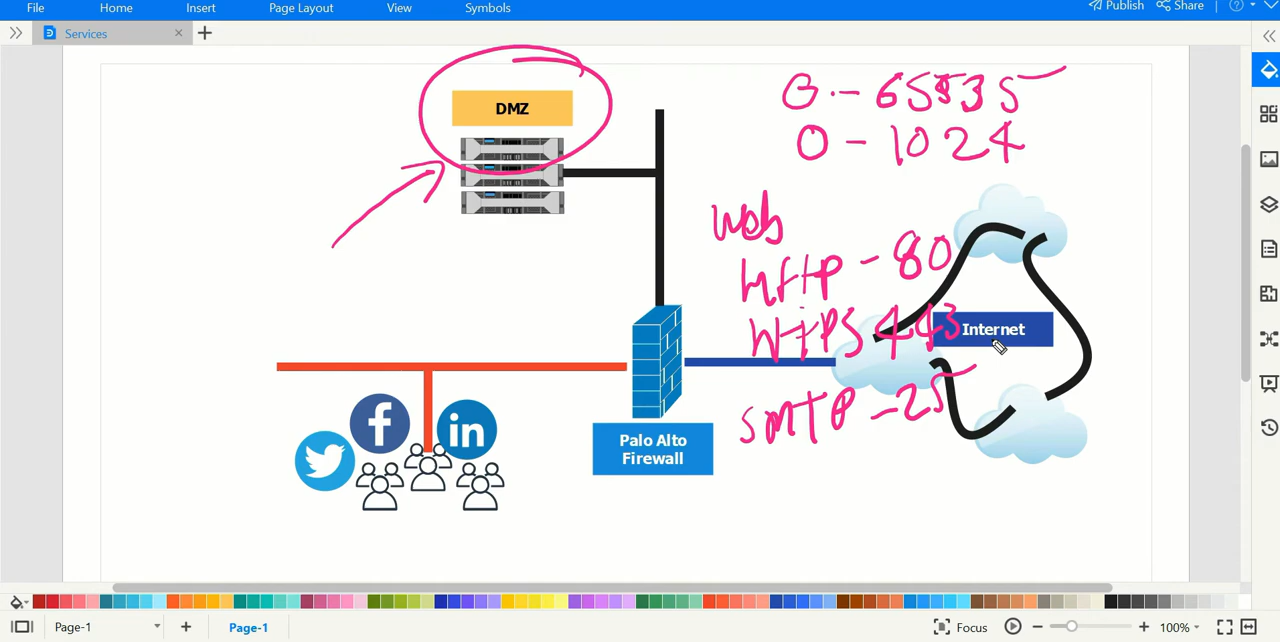 File Home Insert Page Layout View Symbols Publish Share
Services
DMZ
0 - 65535
0 - 1024
Web
HTTP - 80
HTTPS 443
Internet
SMTP - 25
Palo Alto
Firewall
f
in
Page-1 Page-1 Focus 100%